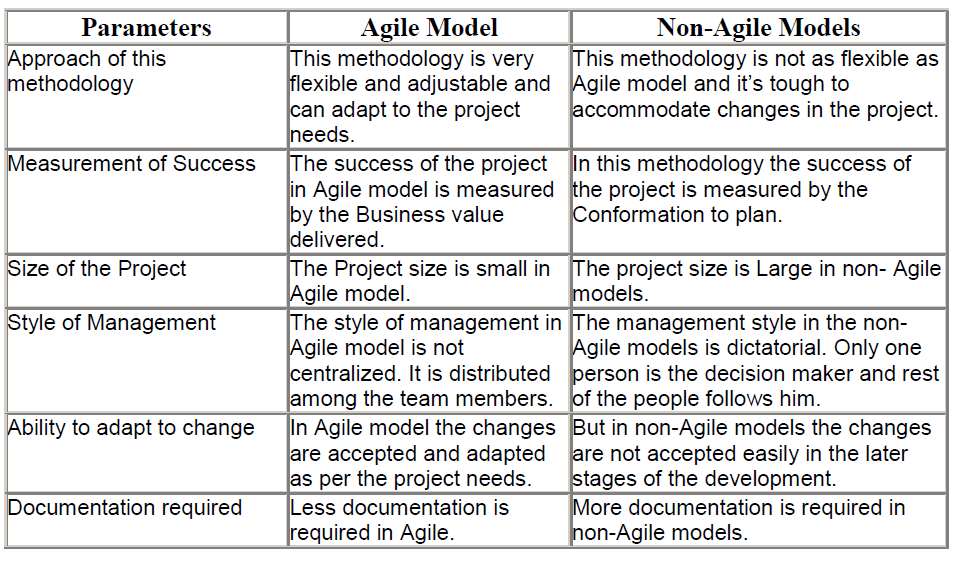 Parameters Agile Model Non-Agile Models
Approach of this
methodology
This methodology is very
flexible and adjustable and
can adapt to the project
needs.
This methodology is not as flexible as
Agile model and it’s tough to
accommodate changes in the project.
Measurement of Success
The success of the project
in Agile model is measured
by the Business value
delivered.
In this methodology the success of
the project is measured by the
Conformation to plan.
Size of the Project
The Project size is small in
Agile model.
The project size is Large in non- Agile
models.
Style of Management
The style of management in
Agile model is not
centralized. It is distributed
among the team members.
The management style in the non-
Agile models is dictatorial. Only one
person is the decision maker and rest
of the people follows him.
Ability to adapt to change
In Agile model the changes
are accepted and adapted
as per the project needs.
But in non-Agile models the changes
are not accepted easily in the later
stages of the development.
Documentation required
Less documentation is
required in Agile.
More documentation is required in
non-Agile models.